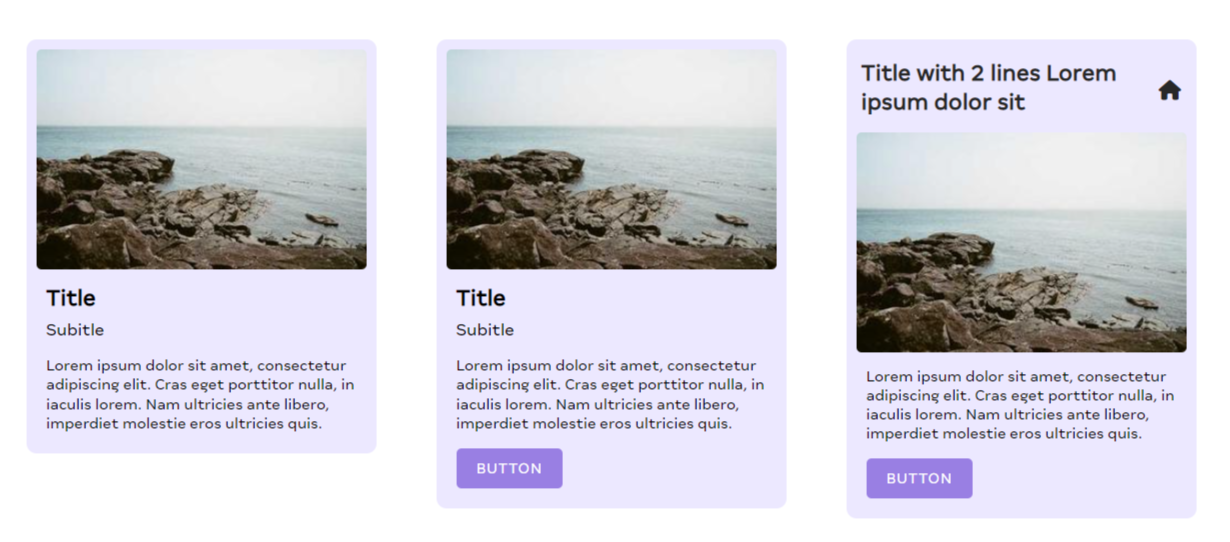 Title
Subitle
Lorem ipsum dolor sit amet, consectetur
adipiscing elit. Cras eget porttitor nulla, in
iaculis lorem. Nam ultricies ante libero,
imperdiet molestie eros ultricies quis.
Title
Subitle
Lorem ipsum dolor sit amet, consectetur
adipiscing elit. Cras eget porttitor nulla, in
iaculis lorem. Nam ultricies ante libero,
imperdiet molestie eros ultricies quis.
BUTTON
Title with 2 lines Lorem
ipsum dolor sit
Lorem ipsum dolor sit amet, consectetur
adipiscing elit. Cras eget porttitor nulla, in
iaculis lorem. Nam ultricies ante libero,
imperdiet molestie eros ultricies quis.
BUTTON